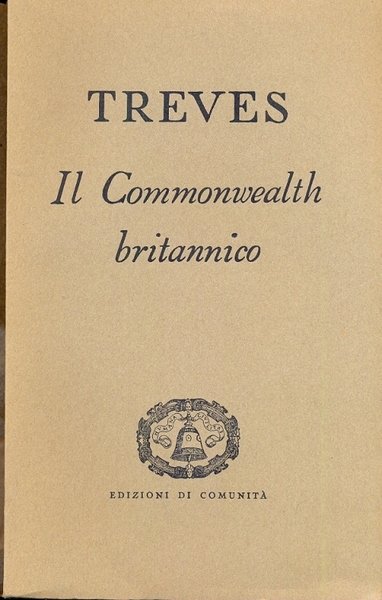 TREVES
Il Commonwealth
britannico
EDIZIONI DI COMUNITÀ